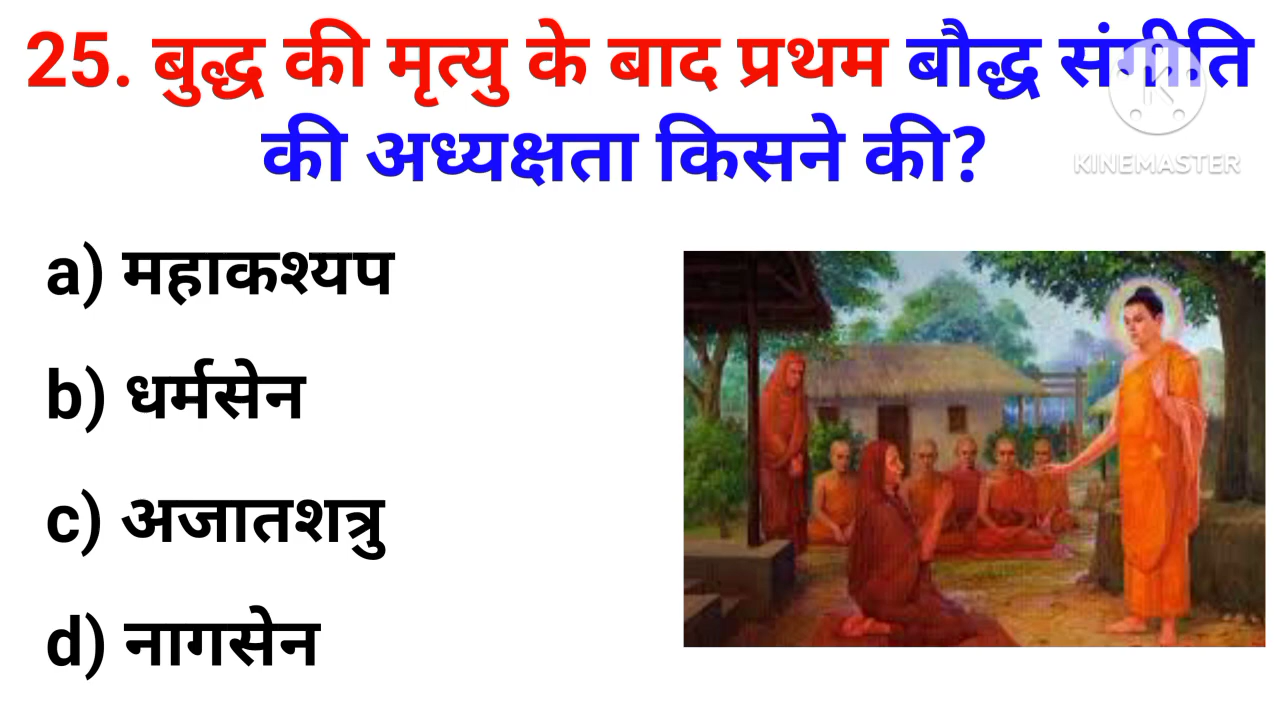 25. बुद्ध की मृत्यु के बाद प्रथम बौद्ध संगीति
की अध्यक्षता किसने की?
KINEMASTER
a) महाकश्यप
b) धर्मसेन
c) अजातशत्रु
d) नागसेन